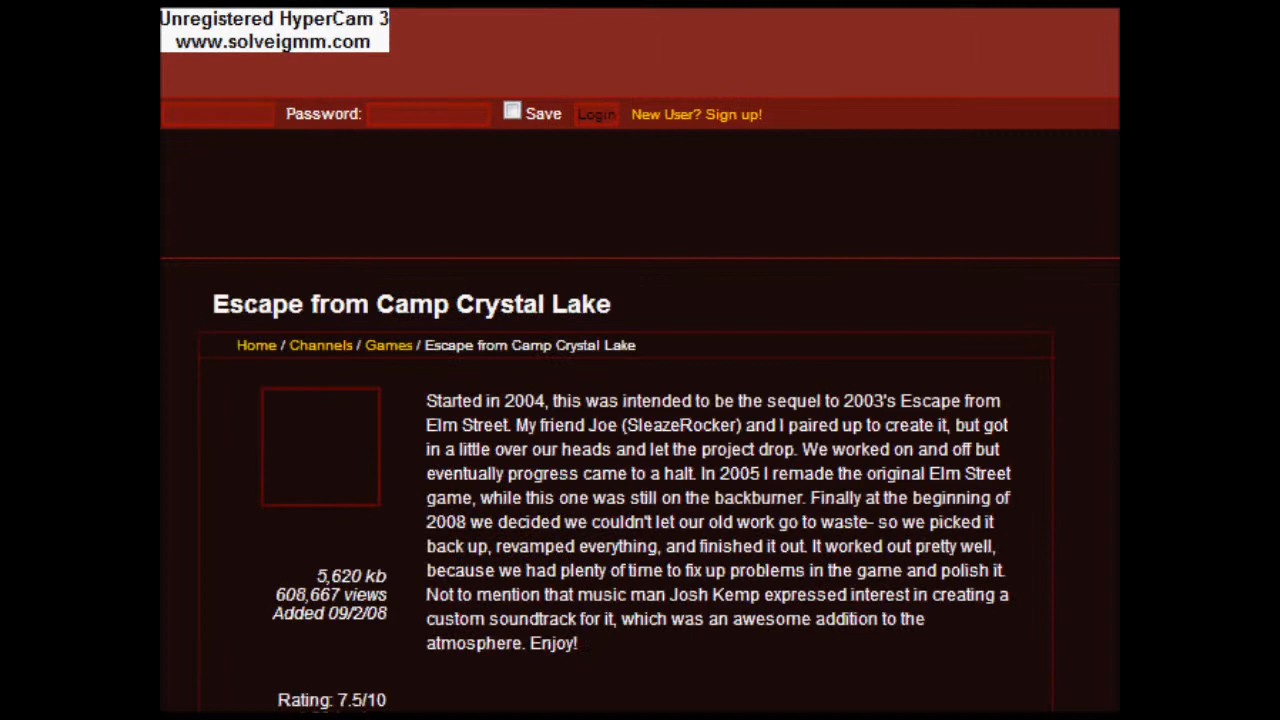 Unregistered HyperCam 3
www.solveigmm.com
Password: Save Login New User? Sign up!
Escape from Camp Crystal Lake
Home / Channels / Games / Escape from Camp Crystal Lake
Started in 2004, this was intended to be the sequel to 2003's Escape from
Elm Street. My friend Joe (SleazeRocker) and I paired up to create it, but got
in a little over our heads and let the project drop. We worked on and off but
eventually progress came to a halt. In 2005 I remade the original Elm Street
game, while this one was still on the backburner. Finally at the beginning of
2008 we decided we couldn't let our old work go to waste- so we picked it
back up, revamped everything, and finished it out. It worked out pretty well,
because we had plenty of time to fix up problems in the game and polish it.
Not to mention that music man Josh Kemp expressed interest in creating a
custom soundtrack for it, which was an awesome addition to the
atmosphere. Enjoy!
5,620 kb
608,667 views
Added 09/2/08
Rating: 7.5/10